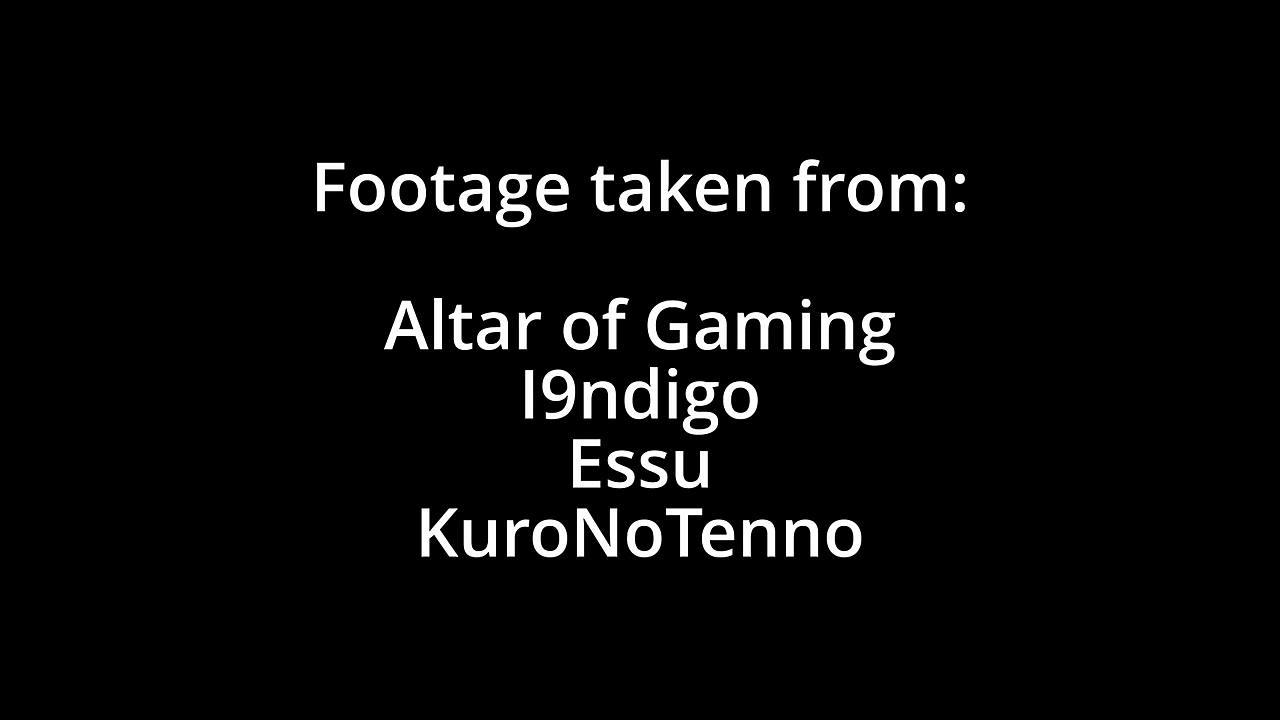 Footage taken from:
Altar of Gaming
I9ndigo
Essu
KuroNoTenno